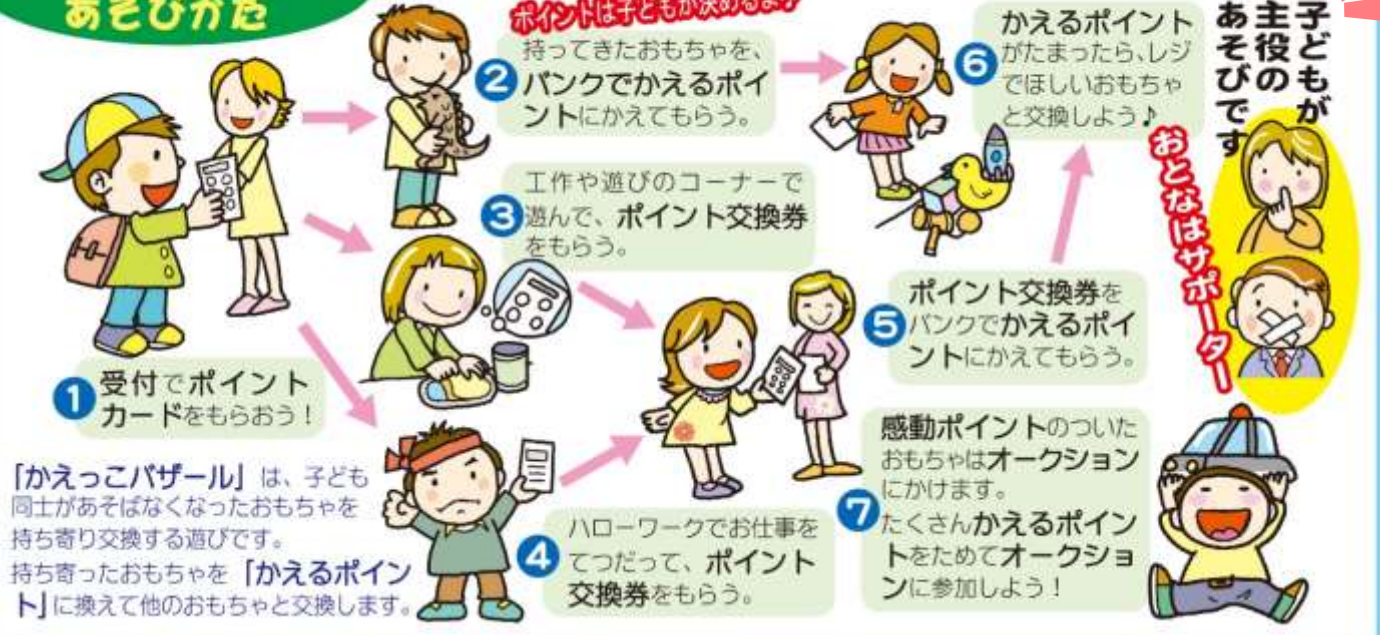 あそびかた
受付でポイント
カードをもらおう！
ポイントは子どもが決めるよ♪
持ってきたおもちゃを、
バンクでかえるポイ
ントにかえてもらう。
工作や遊びのコーナーで
遊んで、ポイント交換券
をもらう。
ハローワークでお仕事を
てつだって、ポイント
交換券をもらう。
ポイント交換券を
バンクでかえるポイ
ントにかえてもらう。
かえるポイント
がたまったら、レジ
でほしいおもちゃ
と交換しよう♪
感動ポイントのついた
おもちゃはオークション
にかけます。
たくさんかえるポイン
トをためてオークショ
ンに参加しよう！
「かえっこバザール」は、子ども
同士があそばなくなったおもちゃを
持ち寄り交換する遊びです。
持ち寄ったおもちゃを「かえるポイン
ト」に換えて他のおもちゃと交換します。
子どもが
主役の
あそびです
おとなはサポーター
1
2
3
4
5
6
7